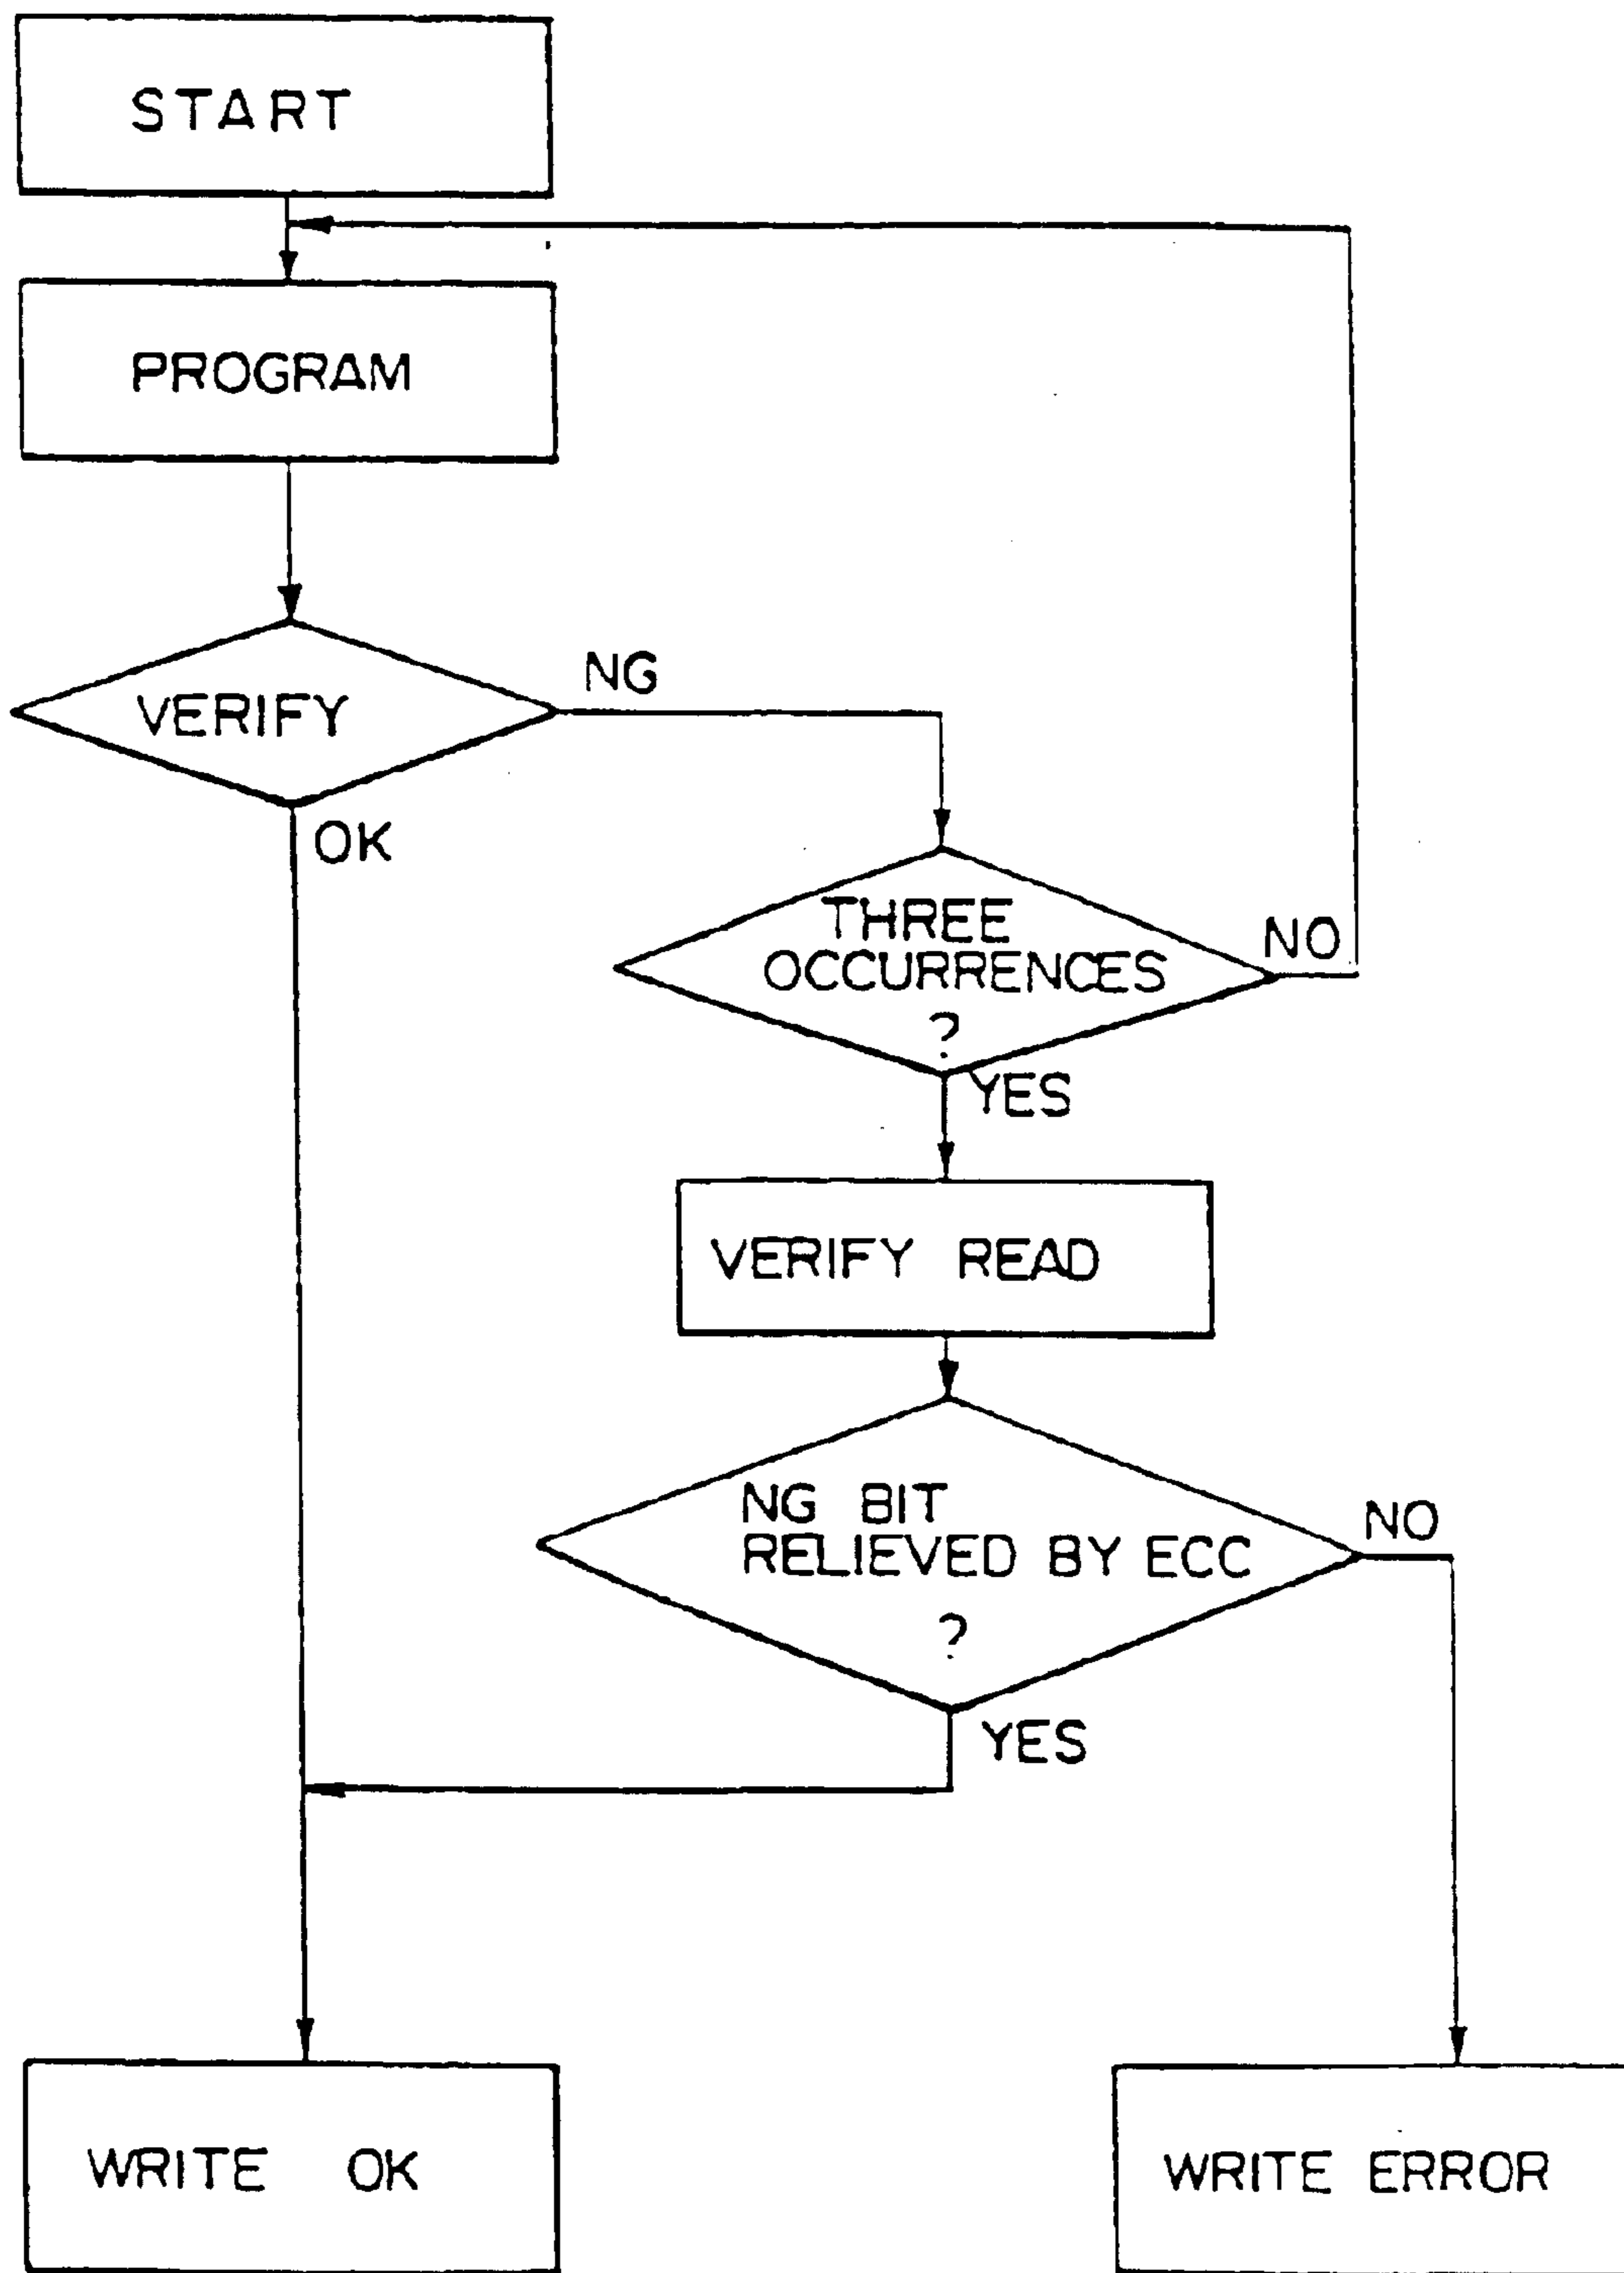 START
PROGRAM
VERIFY
NG
OK
THREE
OCCURRENCES
?
NO
YES
VERIFY READ
NG BIT
RELIEVED BY ECC
?
NO
YES
WRITE OK
WRITE ERROR